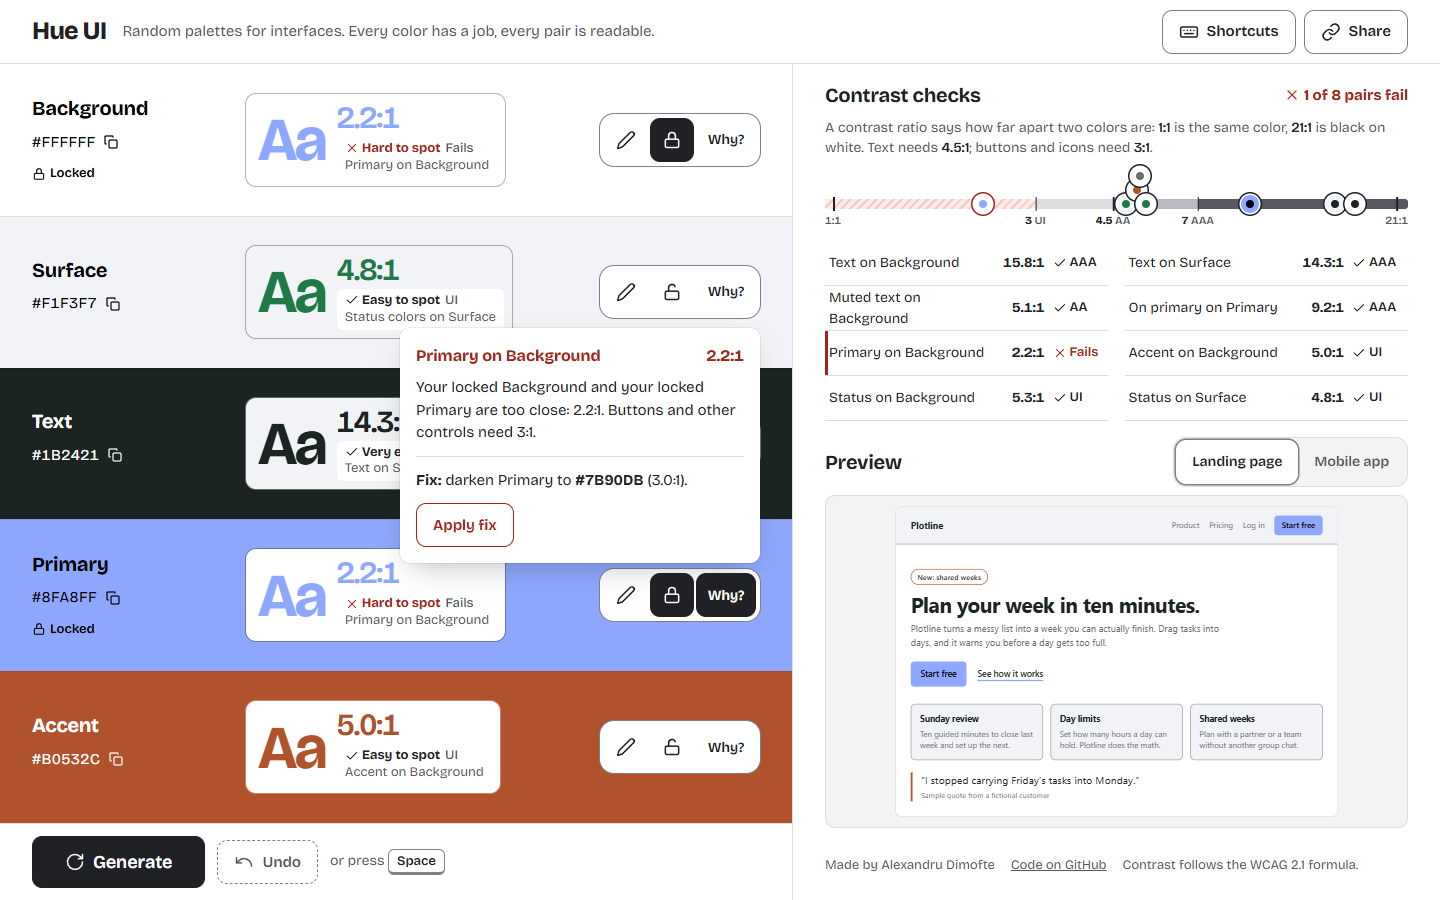 Hue UI
Random palettes for interfaces. Every color has a job, every pair is readable.
Shortcuts
Share
Background
#FFFFFF
Locked
Aa
2.2:1
Hard to spot Fails
Primary on Background
Why?
Surface
#F1F3F7
Aa
4.8:1
Easy to spot UI
Status colors on Surface
Why?
Text
#1B2421
Aa
14.3:
Very e
Text on S
Primary on Background
2.2:1
Your locked Background and your locked
Primary are too close: 2.2:1. Buttons and other
controls need 3:1.
Fix: darken Primary to #7B90DB (3.0:1).
Apply fix
Primary
#8FA8FF
Locked
Aa
2.2:1
Hard to spot Fails
Primary on Background
Why?
Accent
#B0532C
Aa
5.0:1
Easy to spot UI
Accent on Background
Why?
Generate
Undo
or press Space
Contrast checks
1 of 8 pairs fail
A contrast ratio says how far apart two colors are: 1:1 is the same color, 21:1 is black on
white. Text needs 4.5:1; buttons and icons need 3:1.
1:1
3 UI
4.5 AA
7 AAA
21:1
Text on Background 15.8:1 AAA
Text on Surface 14.3:1 AAA
Muted text on
Background 5.1:1 AA
On primary on Primary 9.2:1 AAA
Primary on Background 2.2:1 Fails
Accent on Background 5.0:1 UI
Status on Background 5.3:1 UI
Status on Surface 4.8:1 UI
Preview
Landing page
Mobile app
Plotline
Product Pricing Log in Start free
New: shared weeks
Plan your week in ten minutes.
Plotline turns a messy list into a week you can actually finish. Drag tasks into
days, and it warns you before a day gets too full.
Start free
See how it works
Sunday review
Ten guided minutes to close last
week and set up the next.
Day limits
Set how many hours a day can
hold. Plotline does the math.
Shared weeks
Plan with a partner or a team
without another group chat.
"I stopped carrying Friday's tasks into Monday."
Sample quote from a fictional customer
Made by Alexandru Dimofte
Code on GitHub
Contrast follows the WCAG 2.1 formula.